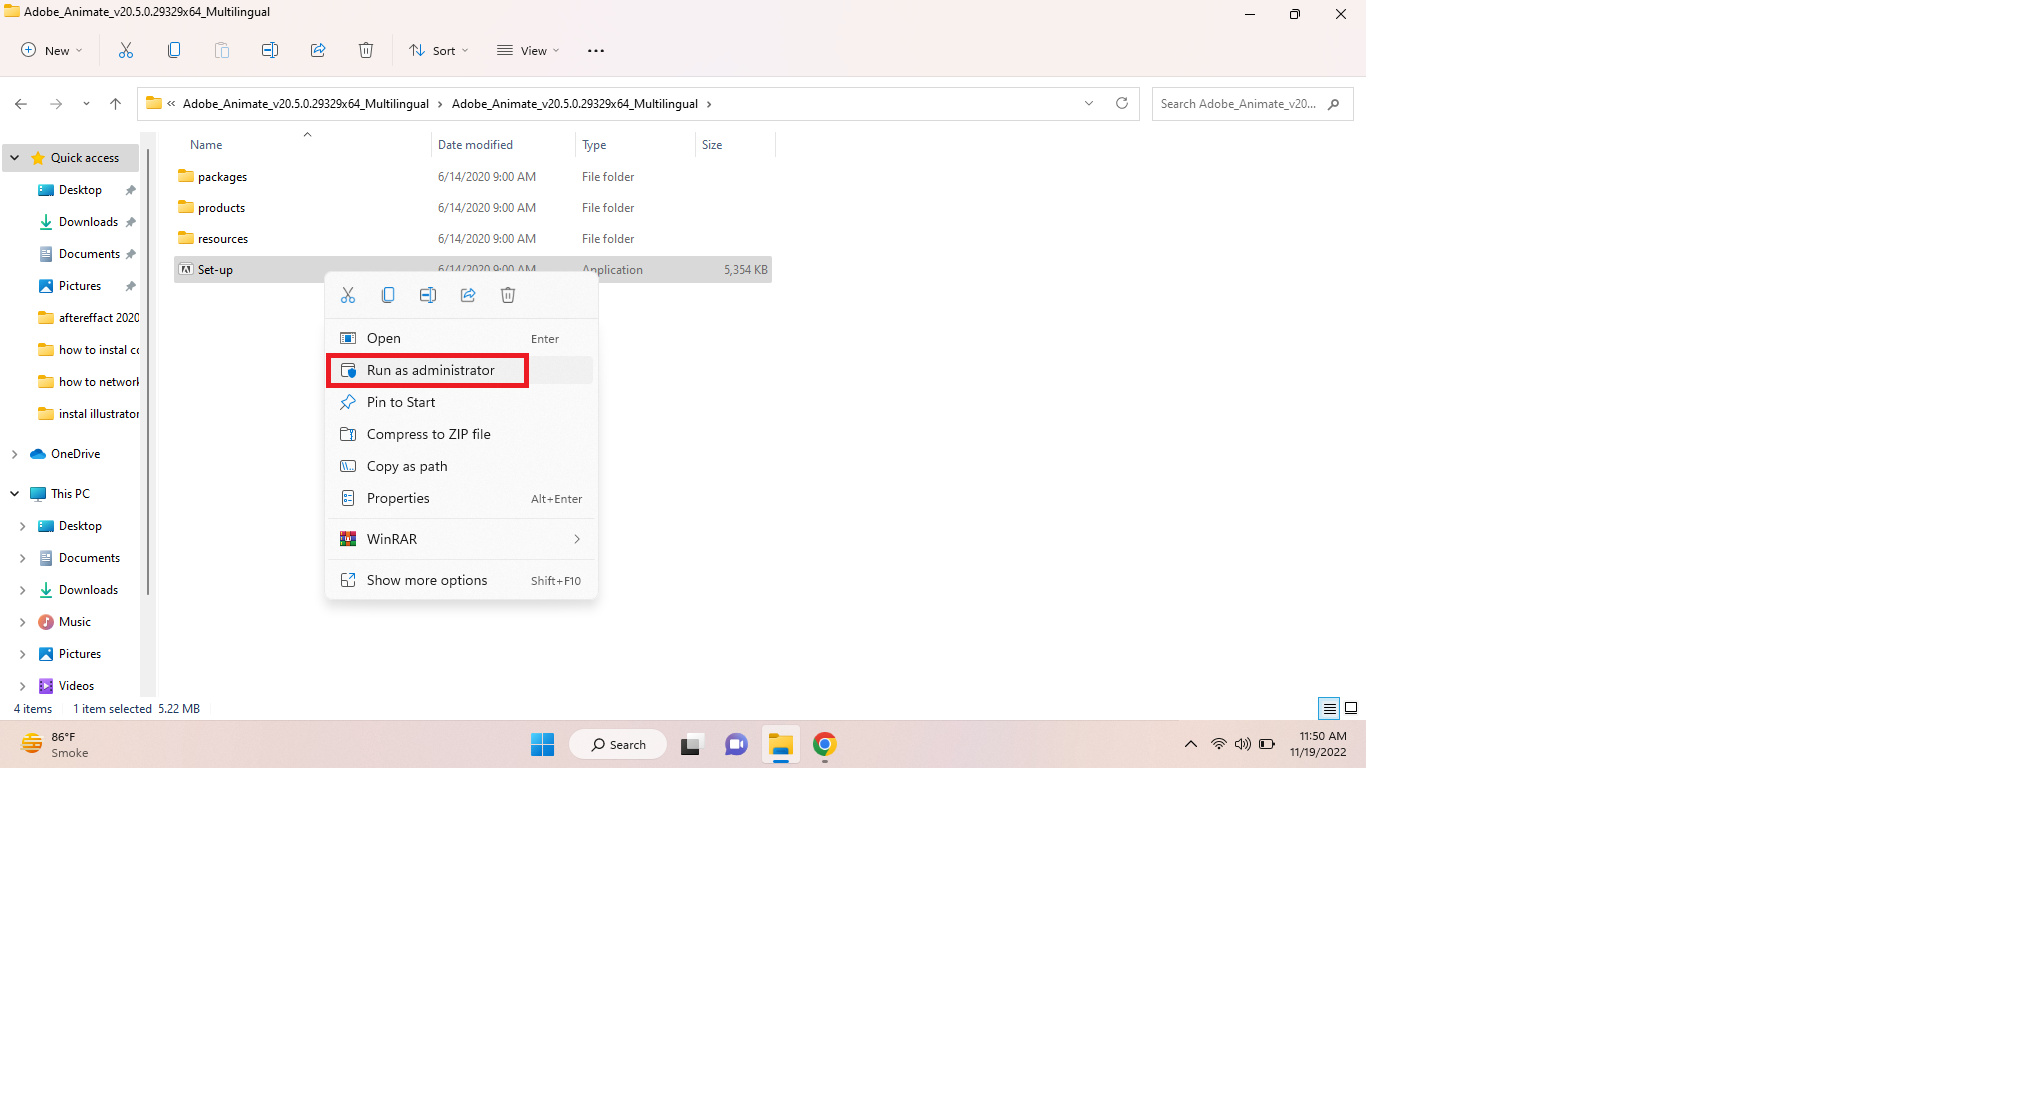 Adobe_Animate_v20.5.0.29329x64_Multilingual
New
Sort
View
Adobe_Animate_v20.5.0.29329x64_Multilingual > Adobe_Animate_v20.5.0.29329x64_Multilingual >
Search Adobe_Animate_v20...
Quick access
Desktop
Downloads
Documents
Pictures
aftereffact 2020
how to instal co
how to network
instal illustrator
OneDrive
This PC
Desktop
Documents
Downloads
Music
Pictures
Videos
Name Date modified Type Size
packages 6/14/2020 9:00 AM File folder
products 6/14/2020 9:00 AM File folder
resources 6/14/2020 9:00 AM File folder
Set-up 6/14/2020 9:00 AM Application 5,354 KB
Open Enter
Run as administrator
Pin to Start
Compress to ZIP file
Copy as path
Properties Alt+Enter
WinRAR
Show more options Shift+F10
4 items 1 item selected 5.22 MB
86°F
Smoke
Search
11:50 AM
11/19/2022